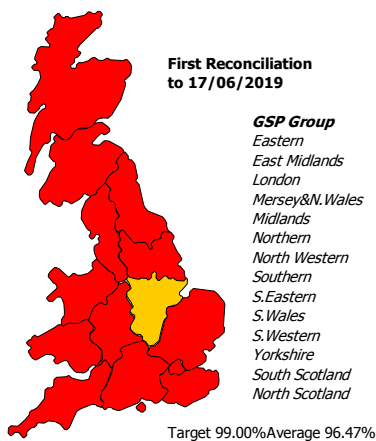 First Reconciliation
to 17/06/2019
GSP Group
Eastern
East Midlands
London
Mersey&N.Wales
Midlands
Northern
North Western
Southern
S.Eastern
S.Wales
S.Western
Yorkshire
South Scotland
North Scotland
Target 99.00%Average 96.47%